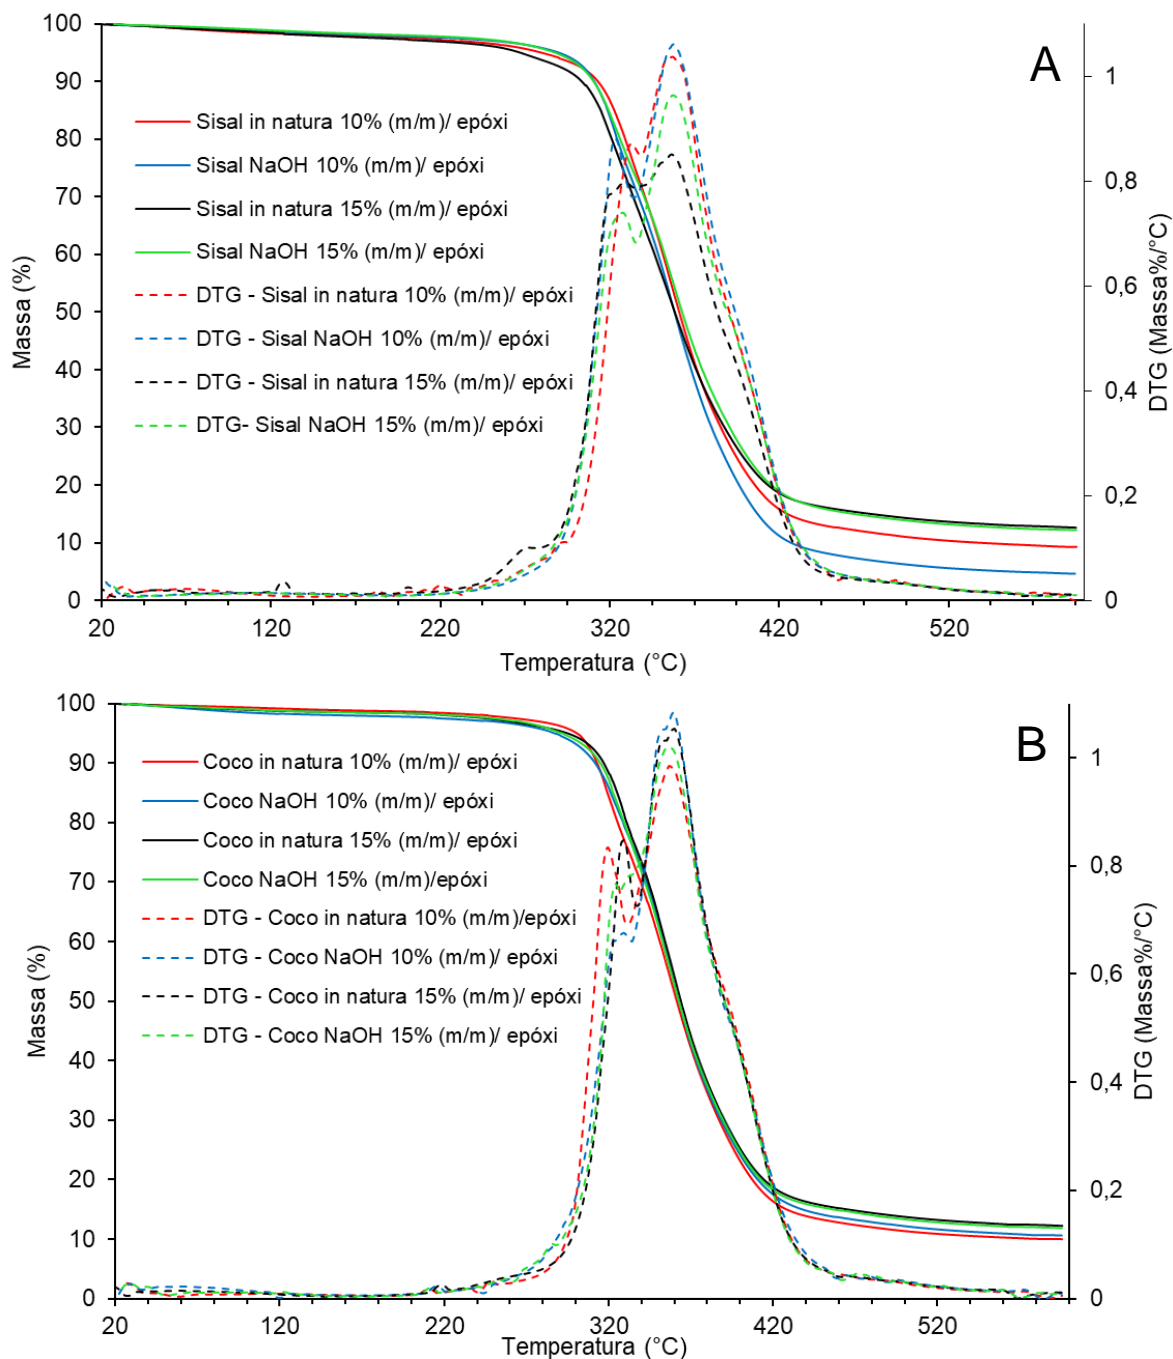 A
100
90
80
70
60
50
40
30
20
10
0
Massa (%)
Sisal in natura 10% (m/m)/ epóxi
Sisal NaOH 10% (m/m)/ epóxi
Sisal in natura 15% (m/m)/ epóxi
Sisal NaOH 15% (m/m)/ epóxi
DTG - Sisal in natura 10% (m/m)/ epóxi
DTG - Sisal NaOH 10% (m/m)/ epóxi
DTG - Sisal in natura 15% (m/m)/ epóxi
DTG- Sisal NaOH 15% (m/m)/ epóxi
1
0,8
0,6
0,4
0,2
0
DTG (Massa%/°C)
20 120 220 320 420 520
Temperatura (°C)
B
100
90
80
70
60
50
40
30
20
10
0
Massa (%)
Coco in natura 10% (m/m)/ epóxi
Coco NaOH 10% (m/m)/ epóxi
Coco in natura 15% (m/m)/ epóxi
Coco NaOH 15% (m/m)/epóxi
DTG - Coco in natura 10% (m/m)/epóxi
DTG - Coco NaOH 10% (m/m)/ epóxi
DTG - Coco in natura 15% (m/m)/ epóxi
DTG - Coco NaOH 15% (m/m)/ epóxi
1
0,8
0,6
0,4
0,2
0
DTG (Massa%/°C)
20 120 220 320 420 520
Temperatura (°C)